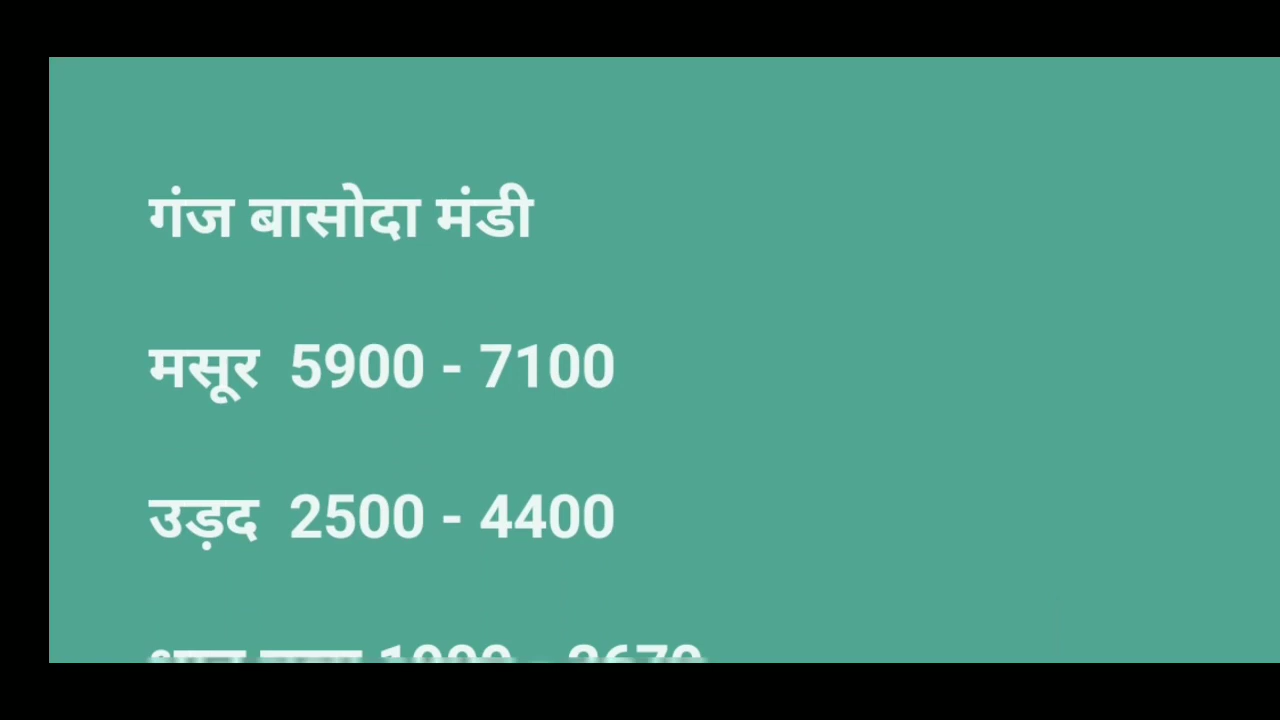 गंज बासोदा मंडी
मसूर 5900 - 7100
उड़द 2500 - 4400